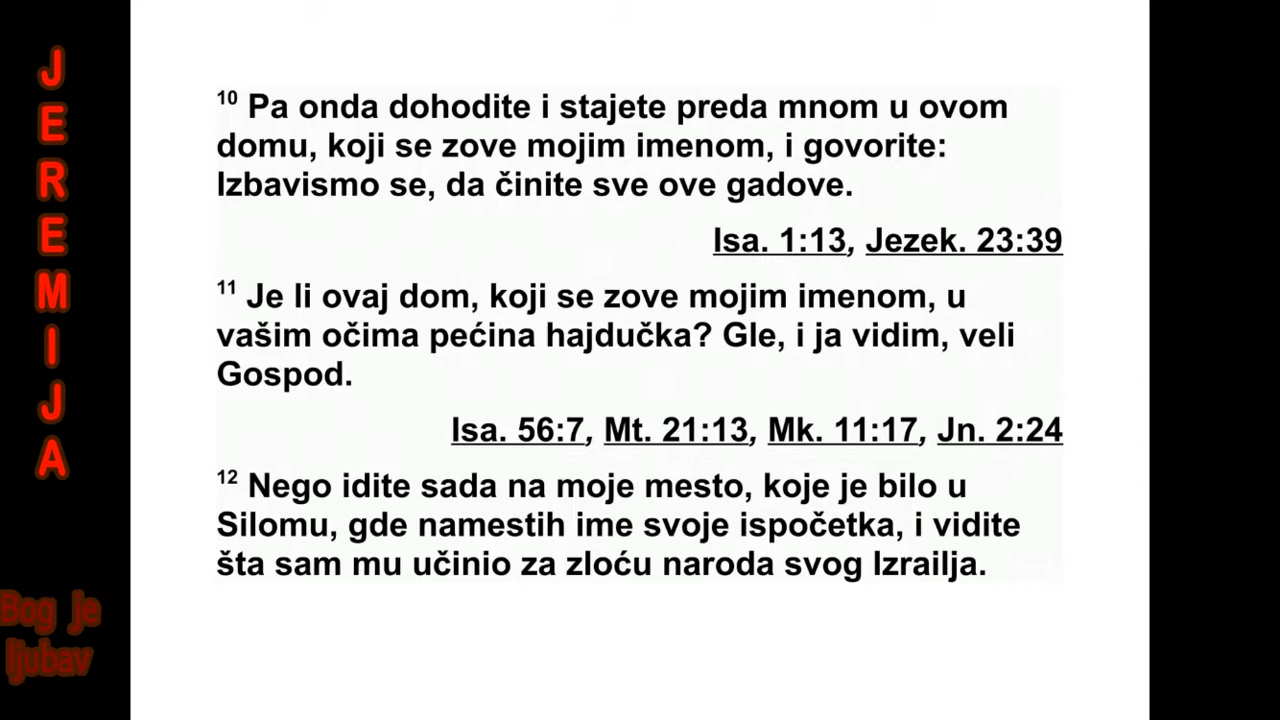 JEREMIJA
10 Pa onda dohodite i stajete preda mnom u ovom
domu, koji se zove mojim imenom, i govorite:
Izbavismo se, da činite sve ove gadove.
Isa. 1:13, Jezek. 23:39
11 Je li ovaj dom, koji se zove mojim imenom, u
vašim očima pećina hajdučka? Gle, i ja vidim, veli
Gospod.
Isa. 56:7, Mt. 21:13, Mk. 11:17, Jn. 2:24
12 Nego idite sada na moje mesto, koje je bilo u
Silomu, gde namestih ime svoje ispočetka, i vidite
šta sam mu učinio za zloću naroda svog Izrailja.
Bog je
ljubav